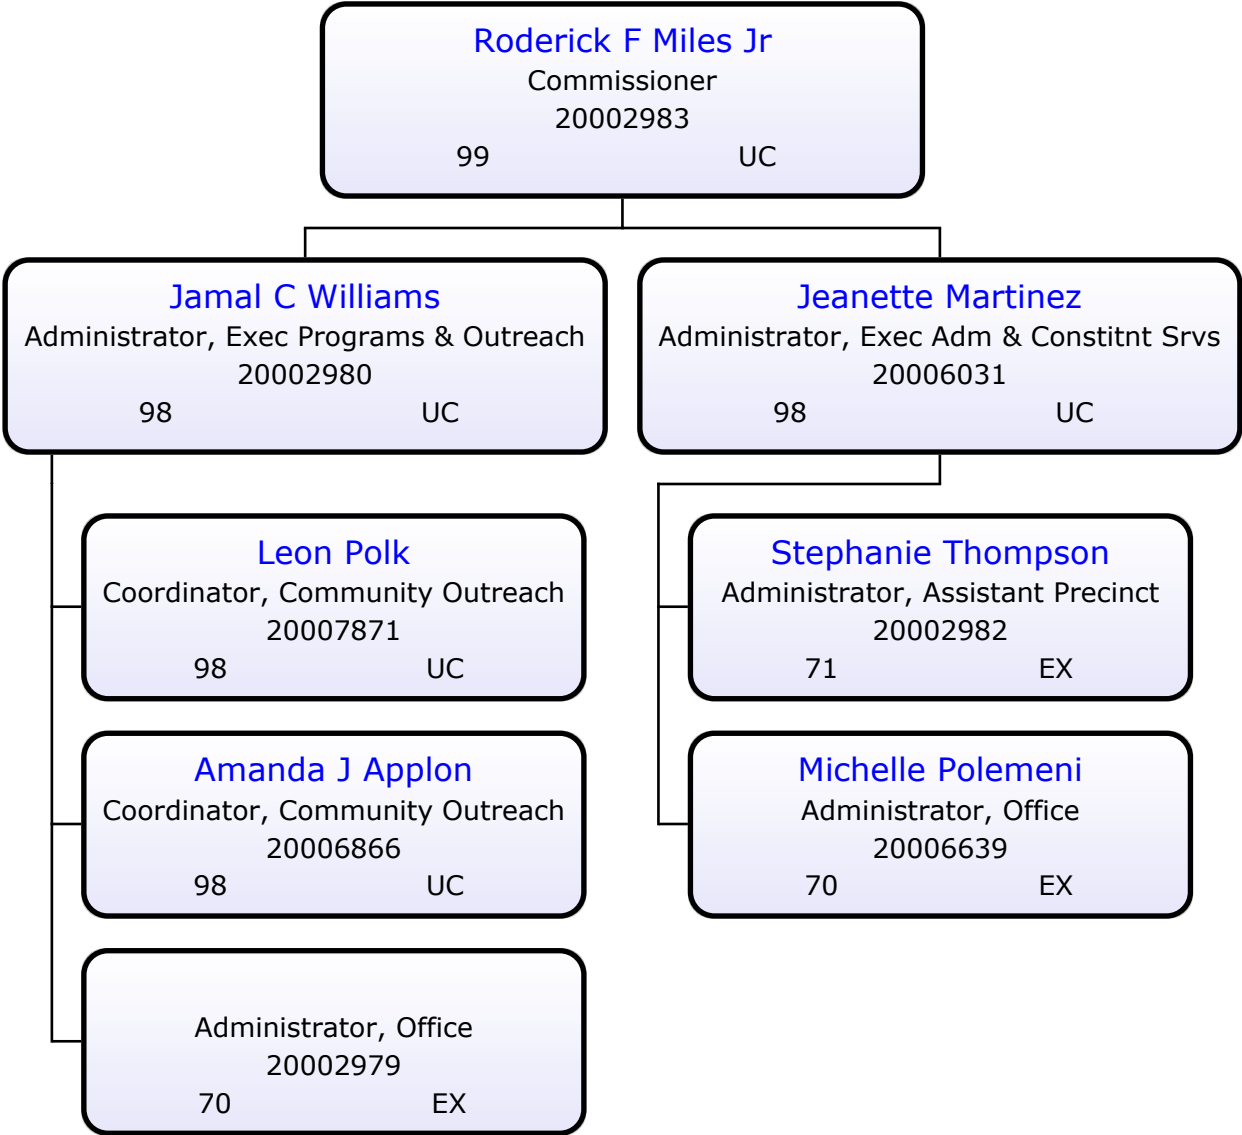 Roderick F Miles Jr
Commissioner
20002983
99 UC
Jamal C Williams
Administrator, Exec Programs & Outreach
20002980
98 UC
Jeanette Martinez
Administrator, Exec Adm & Constitnt Srvs
20006031
98 UC
Leon Polk
Coordinator, Community Outreach
20007871
98 UC
Amanda J Applon
Coordinator, Community Outreach
20006866
98 UC
Administrator, Office
20002979
70 EX
Stephanie Thompson
Administrator, Assistant Precinct
20002982
71 EX
Michelle Polemeni
Administrator, Office
20006639
70 EX